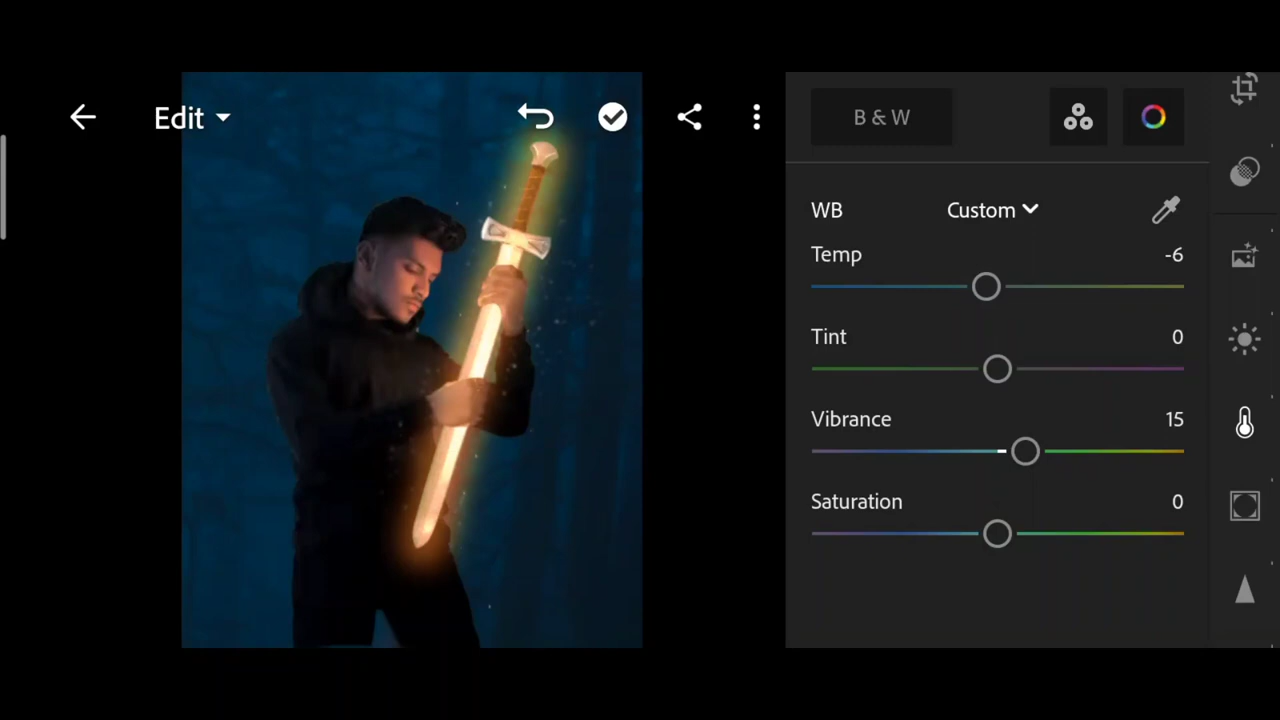 Edit
B & W
WB Custom
Temp -6
Tint 0
Vibrance 15
Saturation 0